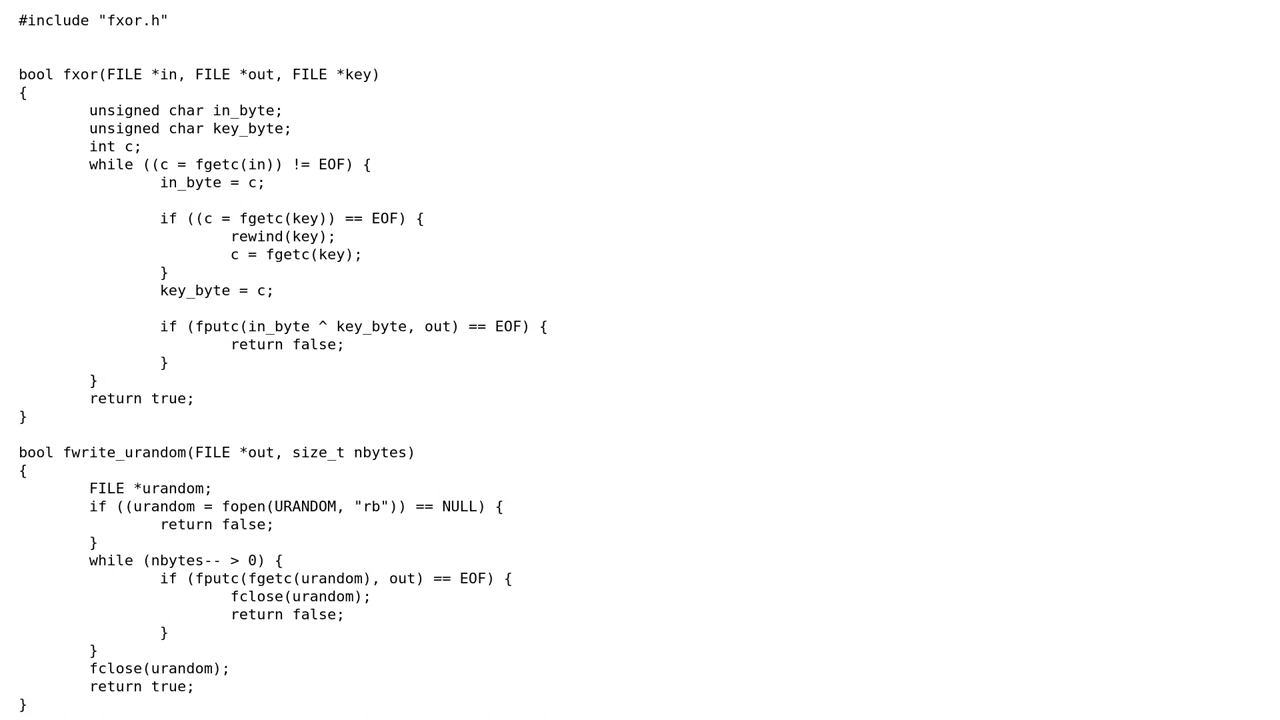 #include "fxor.h"
bool fxor(FILE *in, FILE *out, FILE *key)
{
        unsigned char in_byte;
        unsigned char key_byte;
        int c;
        while ((c = fgetc(in)) != EOF) {
                in_byte = c;
                if ((c = fgetc(key)) == EOF) {
                        rewind(key);
                        c = fgetc(key);
                }
                key_byte = c;
                if (fputc(in_byte ^ key_byte, out) == EOF) {
                        return false;
                }
        }
        return true;
}
bool fwrite_urandom(FILE *out, size_t nbytes)
{
        FILE *urandom;
        if ((urandom = fopen(URANDOM, "rb")) == NULL) {
                return false;
        }
        while (nbytes-- > 0) {
                if (fputc(fgetc(urandom), out) == EOF) {
                        fclose(urandom);
                        return false;
                }
        }
        fclose(urandom);
        return true;
}